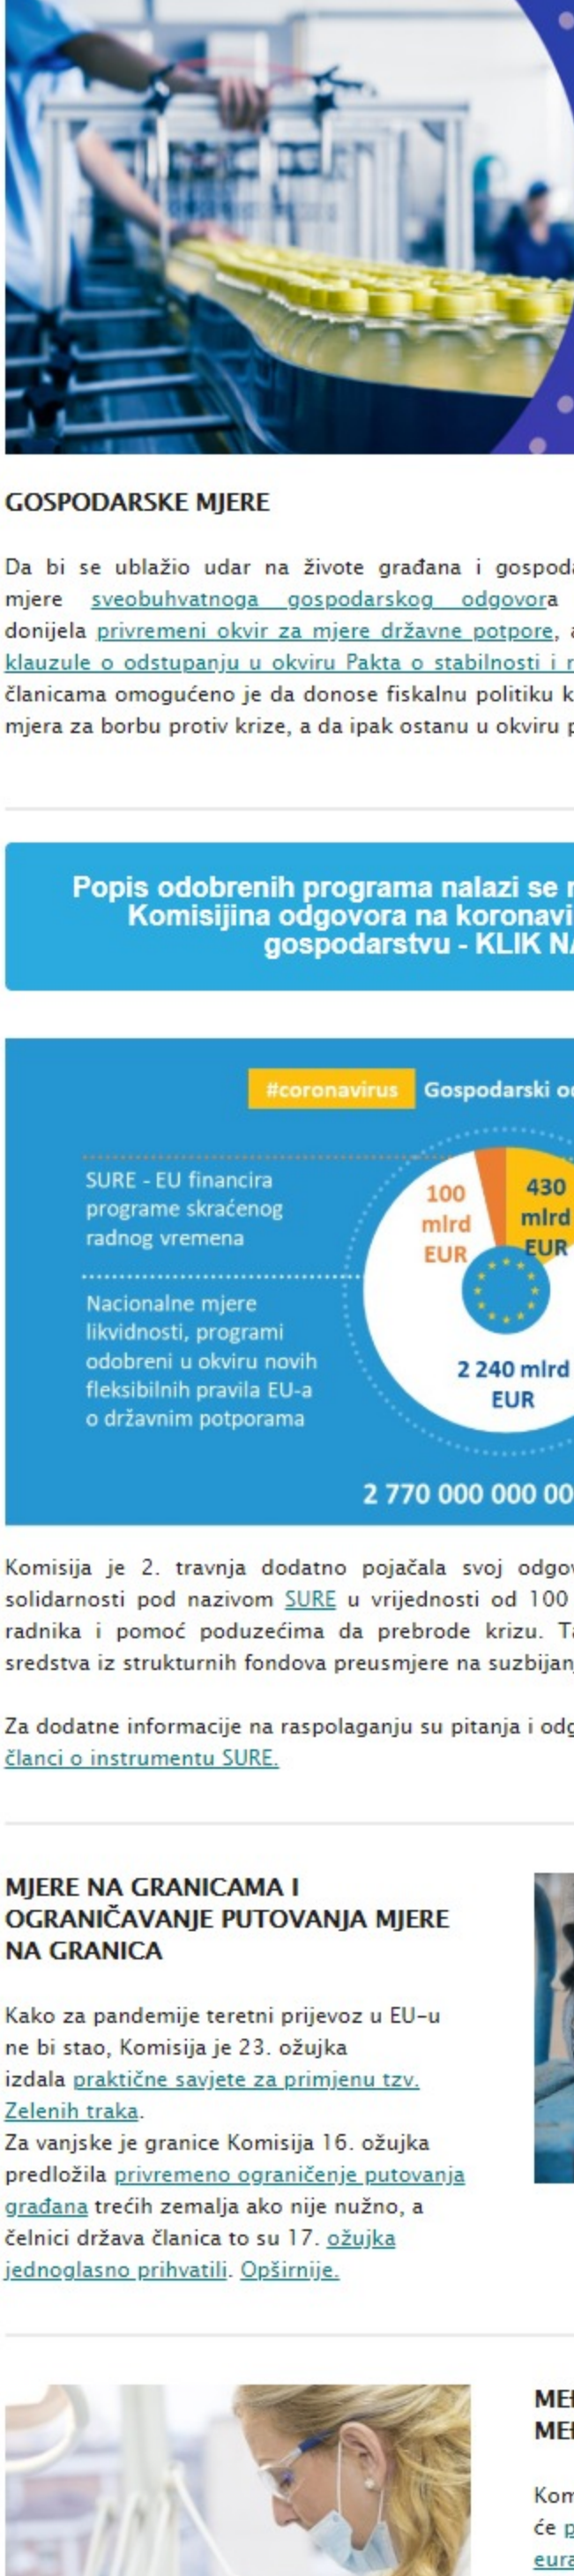 GOSPODARSKE MJERE
Da bi se ublažio udar na živote građana i
mjere sveobuhvatnoga gospodarskog odgovora
donijela privremeni okvir za mjere državne potpore,
klauzule o odstupanju u okviru Pakta o stabilnosti i
članicama omogućeno je da donose fiskalnu politiku
mjera za borbu protiv krize, a da ipak ostanu u okviru
Popis odobrenih programa nalazi se
Komisijina odgovora na
gospodarstvu - KLIK
#coronavirus Gospodarski
SURE - EU financira
programe skraćenog
radnog vremena
100
mlrd
EUR
430
mlrd
EUR
Nacionalne mjere
likvidnosti, programi
odobreni u okviru novih
fleksibilnih pravila EU-a
o državnim potporama
2 240 mlrd
EUR
2 770 000 000 00
Komisija je 2. travnja dodatno pojačala svoj
solidarnosti pod nazivom SURE u vrijednosti od 100
radnika i pomoć poduzećima da prebrode krizu.
sredstva iz strukturnih fondova preusmjere na
Za dodatne informacije na raspolaganju su pitanja i
članci o instrumentu SURE.
MJERE NA GRANICAMA I
OGRANIČAVANJE PUTOVANJA MJERE
NA GRANICA
Kako za pandemije teretni prijevoz u EU-u
ne bi stao, Komisija je 23. ožujka
izdala praktične savjete za primjenu tzv.
Zelenih traka.
Za vanjske je granice Komisija 16. ožujka
predložila privremeno ograničenje putovanja
građana trećih zemalja ako nije nužno, a
čelnici država članica to su 17. ožujka
jednoglasno prihvatili. Opširnije.
će